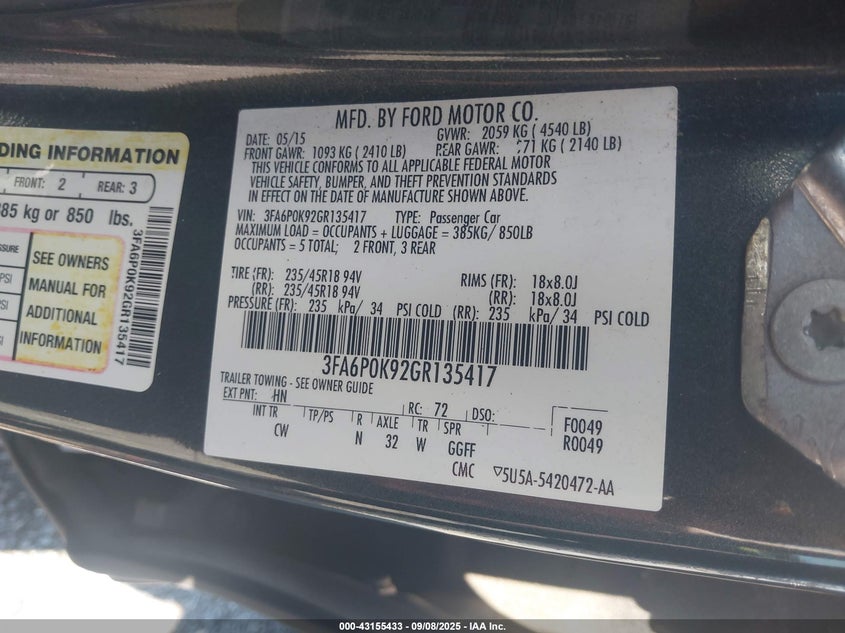 DING INFORMATION
FRONT: 2 REAR: 3
385 kg or 850 lbs.
SSURE
PSI
PSI
PSI
SEE OWNERS
MANUAL FOR
ADDITIONAL
INFORMATION
3FA6P0K92GR135417
MFD. BY FORD MOTOR CO.
DATE: 05/15 GVWR: 2059 KG ( 4540 LB)
FRONT GAWR: 1093 KG ( 2410 LB) REAR GAWR: 71 KG ( 2140 LB)
THIS VEHICLE CONFORMS TO ALL APPLICABLE FEDERAL MOTOR
VEHICLE SAFETY, BUMPER, AND THEFT PREVENTION STANDARDS
IN EFFECT ON THE DATE OF MANUFACTURE SHOWN ABOVE.
VIN: 3FA6P0K92GR135417 TYPE: Passenger Car
MAXIMUM LOAD = OCCUPANTS + LUGGAGE = 385KG/ 850LB
OCCUPANTS = 5 TOTAL; 2 FRONT, 3 REAR
TIRE (FR): 235/45R18 94V RIMS (FR): 18x8.0J
(RR): 235/45R18 94V (RR): 18x8.0J
PRESSURE (FR): 235 kPa/ 34 PSI COLD (RR): 235 kPa/ 34 PSI COLD
3FA6P0K92GR135417
TRAILER TOWING - SEE OWNER GUIDE
EXT PNT: HN RC: 72 DSO:
INT TR TP/PS R AXLE TR SPR F0049
CW N 32 W GGFF R0049
CMC ▽5U5A-5420472-AA
000-43155433 - 09/08/2025 - IAA Inc.